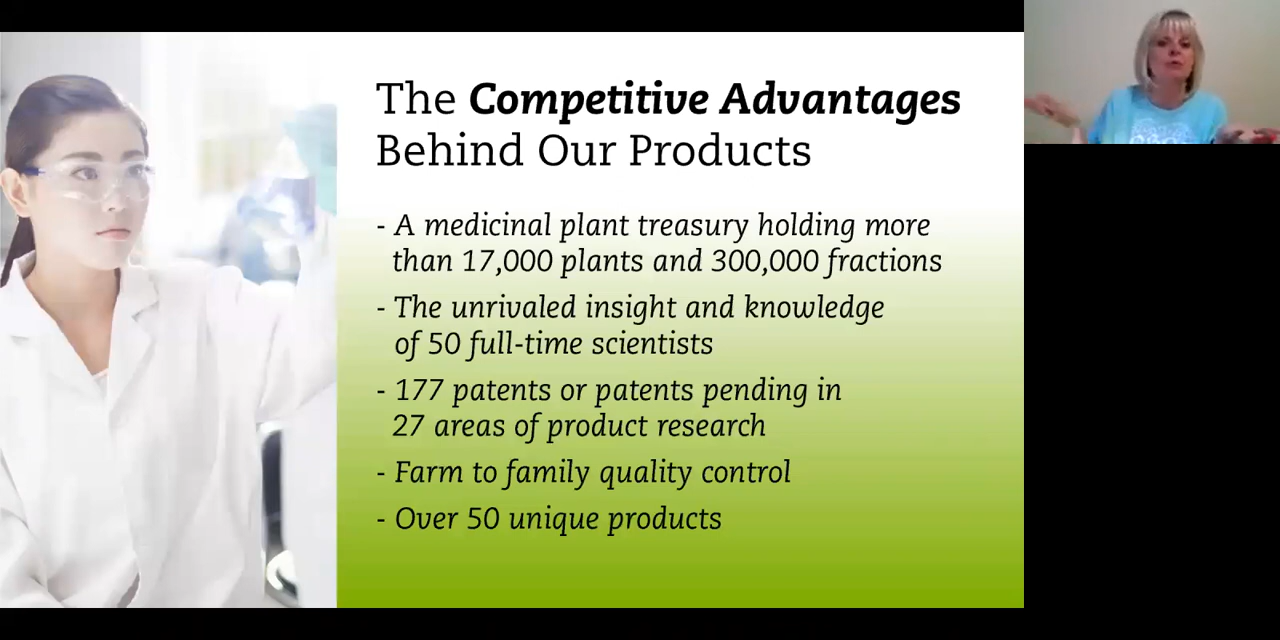 The Competitive Advantages
Behind Our Products
- A medicinal plant treasury holding more
than 17,000 plants and 300,000 fractions
- The unrivaled insight and knowledge
of 50 full-time scientists
- 177 patents or patents pending in
27 areas of product research
- Farm to family quality control
- Over 50 unique products